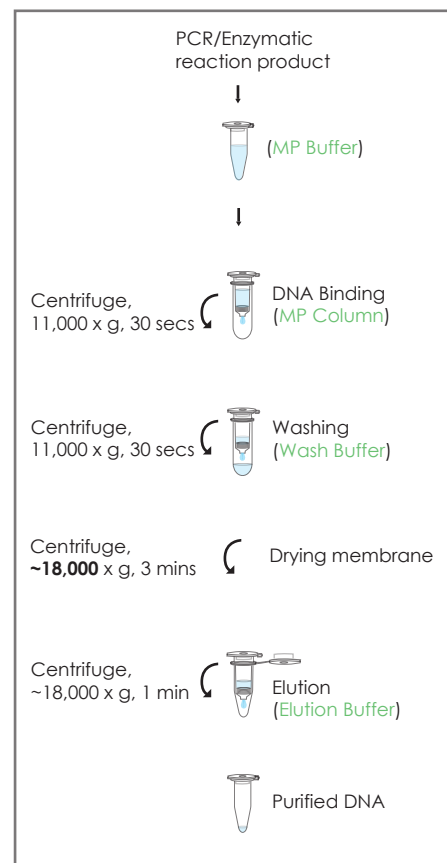 PCR/Enzymatic
reaction product
(MP Buffer)
Centrifuge,
11,000 x g, 30 secs
DNA Binding
(MP Column)
Centrifuge,
11,000 x g, 30 secs
Washing
(Wash Buffer)
Centrifuge,
~18,000 x g, 3 mins
Drying membrane
Centrifuge,
~18,000 x g, 1 min
Elution
(Elution Buffer)
Purified DNA